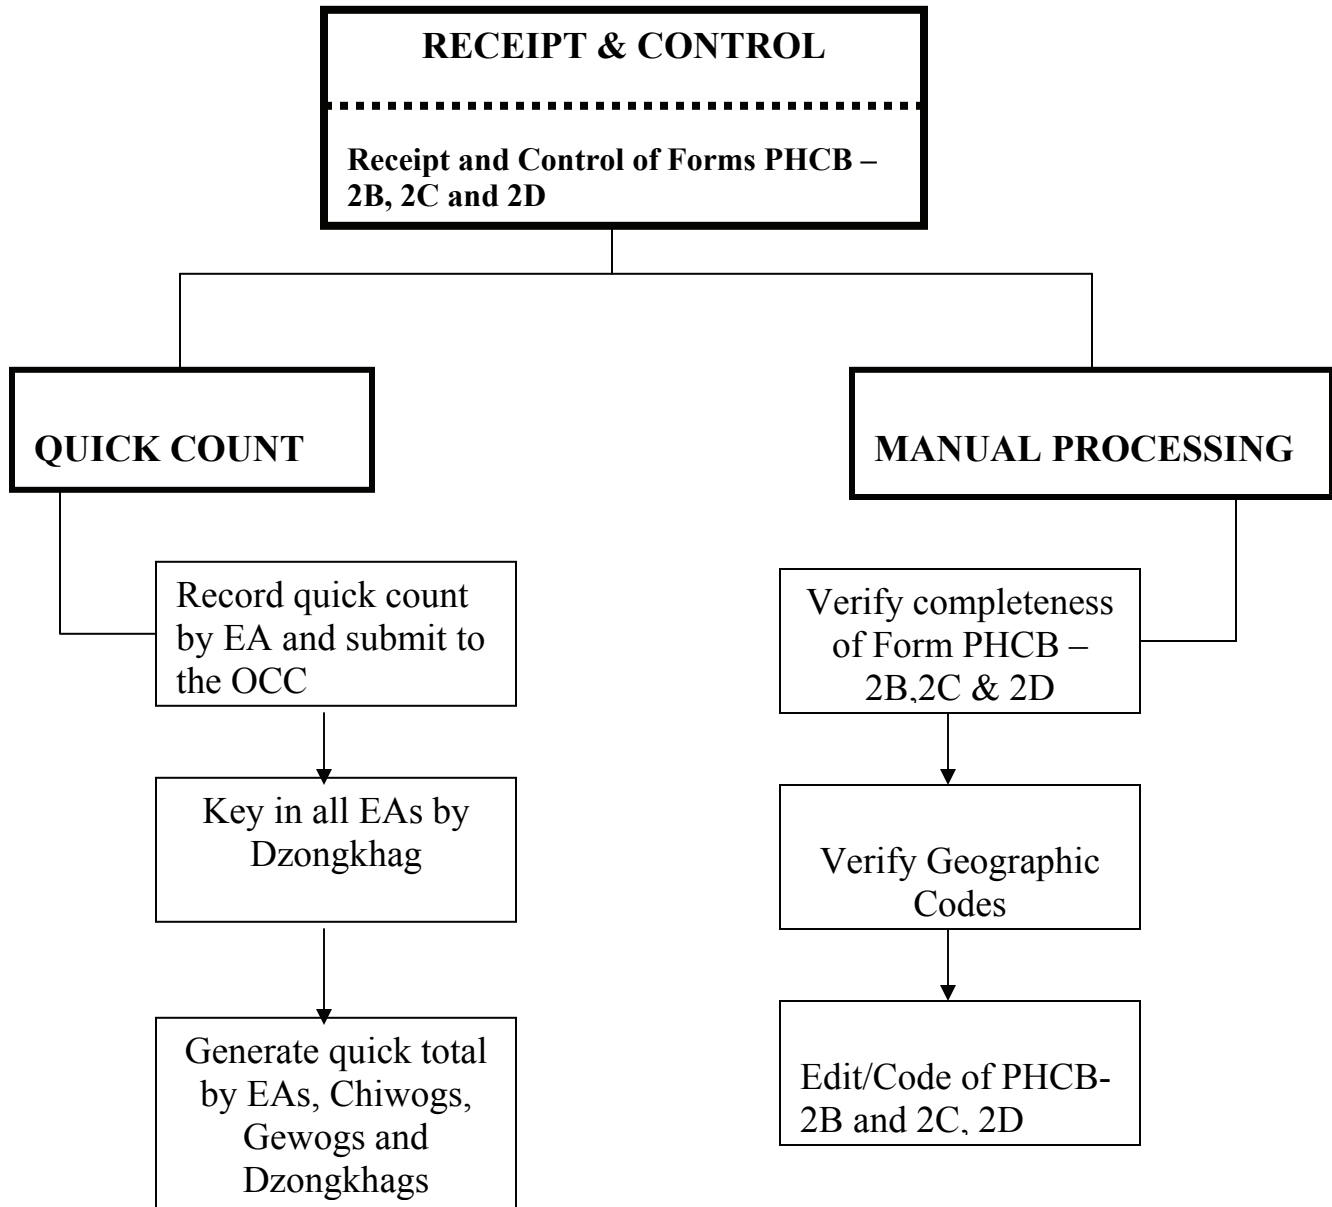 RECEIPT & CONTROL
Receipt and Control of Forms PHCB –
2B, 2C and 2D
QUICK COUNT
Record quick count
by EA and submit to
the OCC
Key in all EAs by
Dzongkhag
Generate quick total
by EAs, Chiwogs,
Gewogs and
Dzongkhags
MANUAL PROCESSING
Verify completeness
of Form PHCB –
2B,2C & 2D
Verify Geographic
Codes
Edit/Code of PHCB-
2B and 2C, 2D